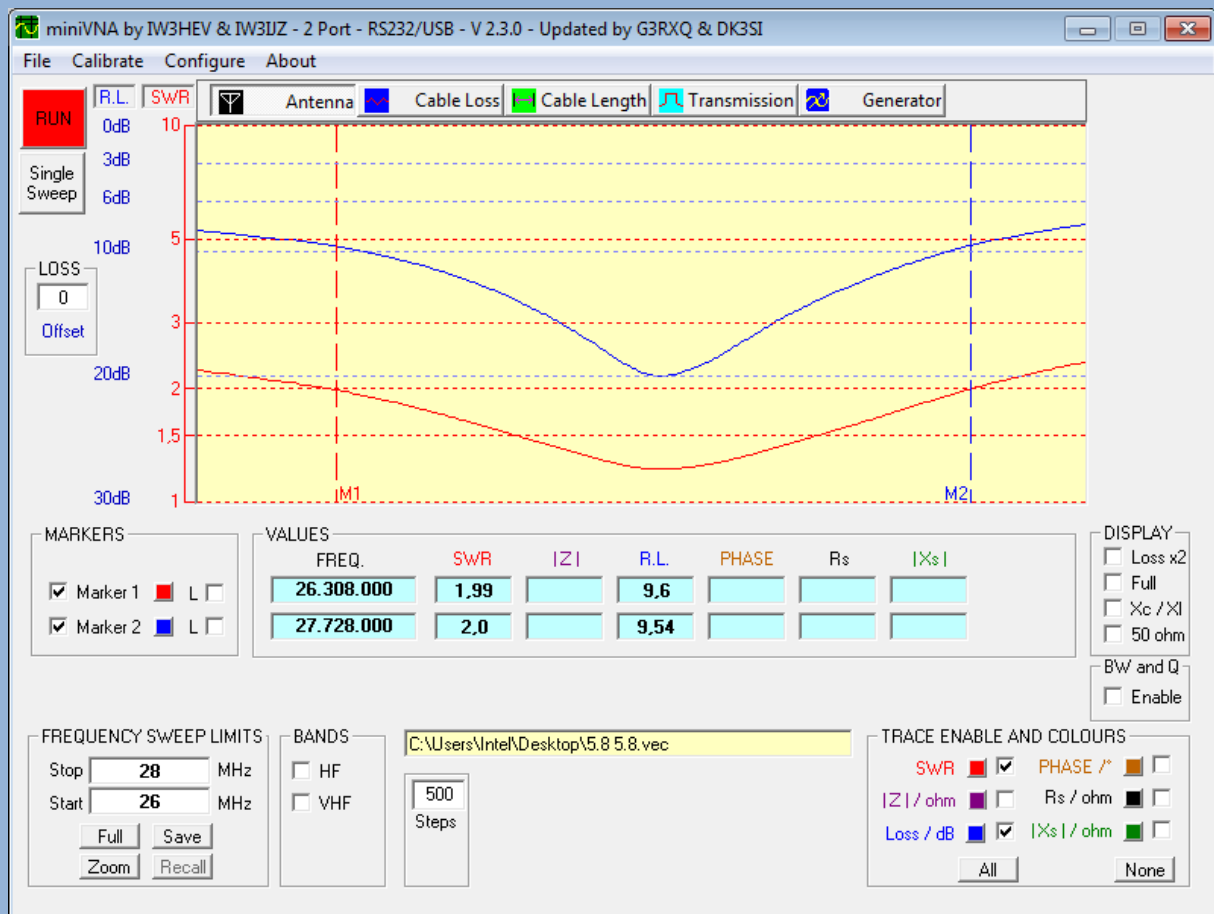 miniVNA by IW3HEV & IW3IJZ - 2 Port - RS232/USB - V 2.3.0 - Updated by G3RXQ & DK3SI
File Calibrate Configure About
RUN
R.L. SWR
Antenna Cable Loss Cable Length Transmission Generator
Single
Sweep
0dB 10
3dB
6dB
10dB 5
3
20dB 2
1,5
30dB 1
M1 M2
LOSS
0
Offset
MARKERS
Marker 1 L
Marker 2 L
VALUES
FREQ. SWR |Z| R.L. PHASE Rs |Xs|
26.308.000 1,99 9,6
27.728.000 2,0 9,54
DISPLAY
Loss x2
Full
Xc / Xl
50 ohm
BW and Q
Enable
FREQUENCY SWEEP LIMITS
Stop 28 MHz
Start 26 MHz
Full Save
Zoom Recall
BANDS
HF
VHF
C:\Users\Intel\Desktop\5.8 5.8.vec
500
Steps
TRACE ENABLE AND COLOURS
SWR PHASE /°
|Z| / ohm Rs / ohm
Loss / dB |Xs| / ohm
All None